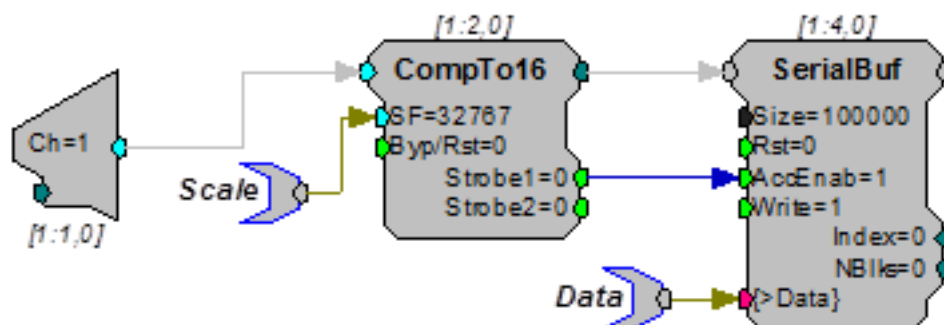 [1:2,0]
[1:4,0]
CompTo16
SerialBuf
Ch=1
SF=32767
Size=100000
Byp/Rst=0
Rst=0
Scale
Strobe1=0
AccEnab=1
Strobe2=0
Write=1
[1:1,0]
Index=0
NBlks=0
Data
{>Data}